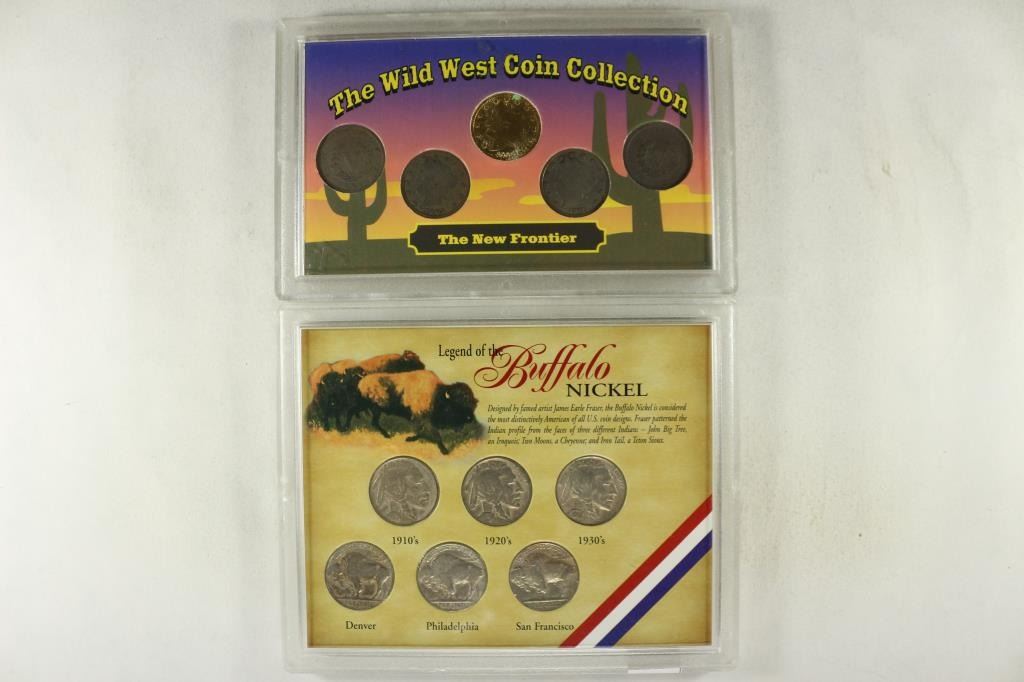 The Wild West Coin Collection
The New Frontier
Legend of the Buffalo
NICKEL
Designed by famed artist James Earle Fraser, the Buffalo Nickel is considered
the most distinctively American of all U.S. coin designs. Fraser patterned the
Indian profile from the faces of three different Indians – John Big Tree,
an Iroquois; Two Moons, a Cheyenne; and Iron Tail, a Teton Sioux.
1910's 1920's 1930's
Denver Philadelphia San Francisco